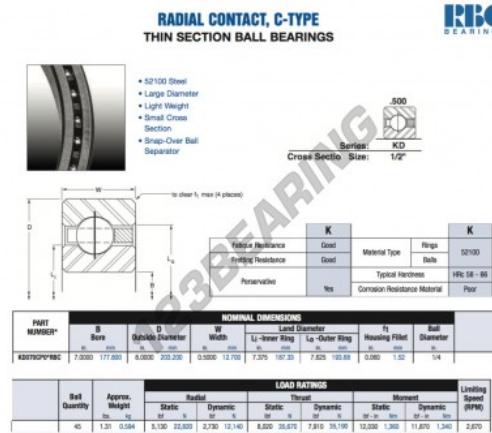 RADIAL CONTACT, C-TYPE
THIN SECTION BALL BEARINGS
RBC
BEARING
• 52100 Steel
• Large Diameter
• Light Weight
• Small Cross
Section
• Snap-Over Ball
Separator
.500
Series: KD
Cross Sectio Size: 1/2"
W
to clear f₁ max (4 places)
D
L₁
B
L₀
K
Fatigue Resistance Good
Fretting Resistance Good
Perservative Yes
K
Material Type Rings 52100
Balls
Typical Hardness HRc 58 - 66
Corrosion Resistance Material Poor
123BEARING
NOMINAL DIMENSIONS
PART NUMBER* B Bore D Outside Diameter W Width Land Diameter f₁ Housing Fillet Ball Diameter
Lᵢ -Inner Ring L₀ -Outer Ring
in. mm in. mm in. mm in. mm in. mm in. mm in.
KD070CP0*RBC 7.0000 177.800 8.0000 203.200 0.5000 12.700 7.375 187.33 7.625 193.68 0.060 1.52 1/4
LOAD RATINGS
Ball Quantity Approx. Weight Radial Thrust Moment Limiting Speed (RPM)
Static Dynamic Static Dynamic Static Dynamic
lbs. kg lbf N lbf N lbf N lbf N lbf - in Nm lbf - in Nm
45 1.31 0.594 5,130 22,820 2,730 12,140 8,020 35,670 7,910 35,190 12,030 1,360 11,870 1,340 2,670